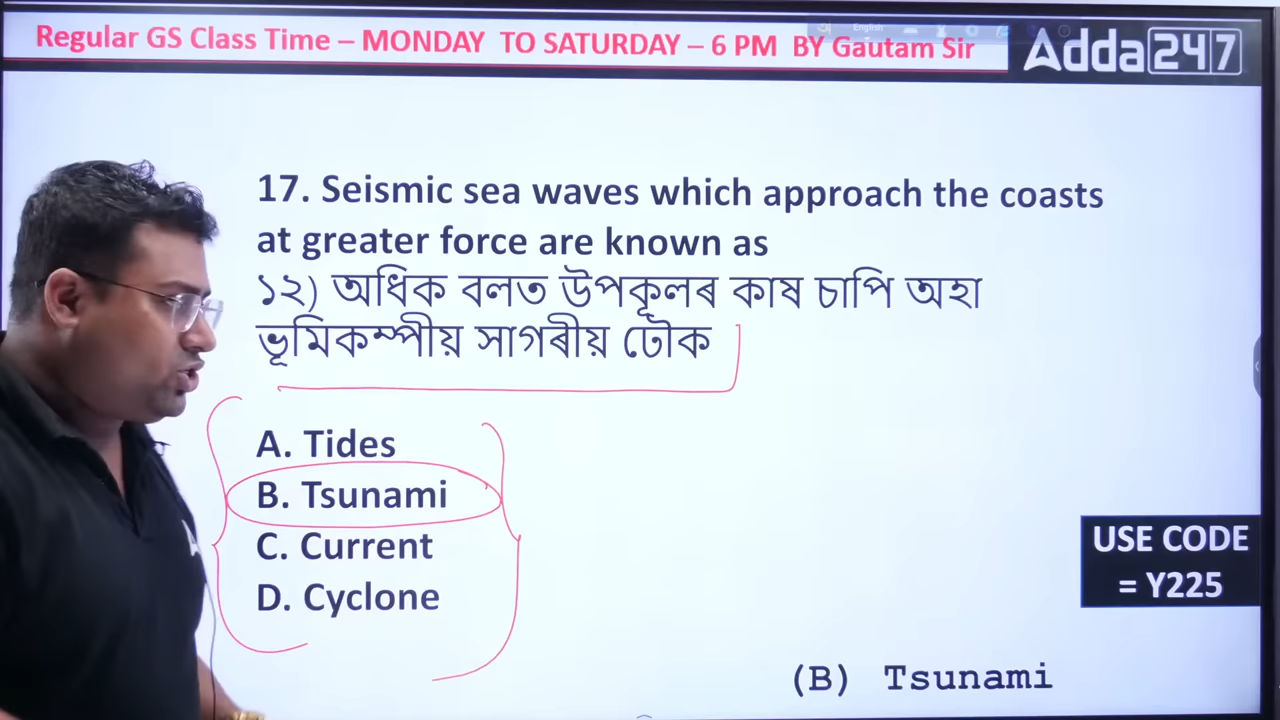 Regular GS Class Time – MONDAY TO SATURDAY – 6 PM BY Gautam Sir
Adda247
English
17. Seismic sea waves which approach the coasts
at greater force are known as
১২) অধিক বলত উপকূলৰ কাষ চাপি অহা
ভূমিকম্পীয় সাগৰীয় ঢৌক
A. Tides
B. Tsunami
C. Current
D. Cyclone
USE CODE
= Y225
(B) Tsunami